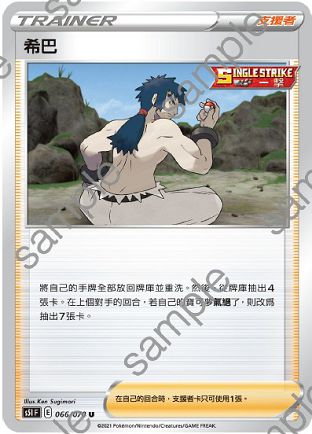 TRAINER 支援者
希巴
SINGLE STRIKE
一擊
將自己的手牌全部放回牌庫並重洗。然後，從牌庫抽出4
張卡。在上個對手的回合，若自己的寶可夢氣絕了，則改爲
抽出7張卡。
Illus. Ken Sugimori
在自己的回合，支援者卡只可使用1張。
s5I F E 066/070 U
©2021 Pokémon/Nintendo/Creatures/GAME FREAK.
sample
sample
sample
sample
sample